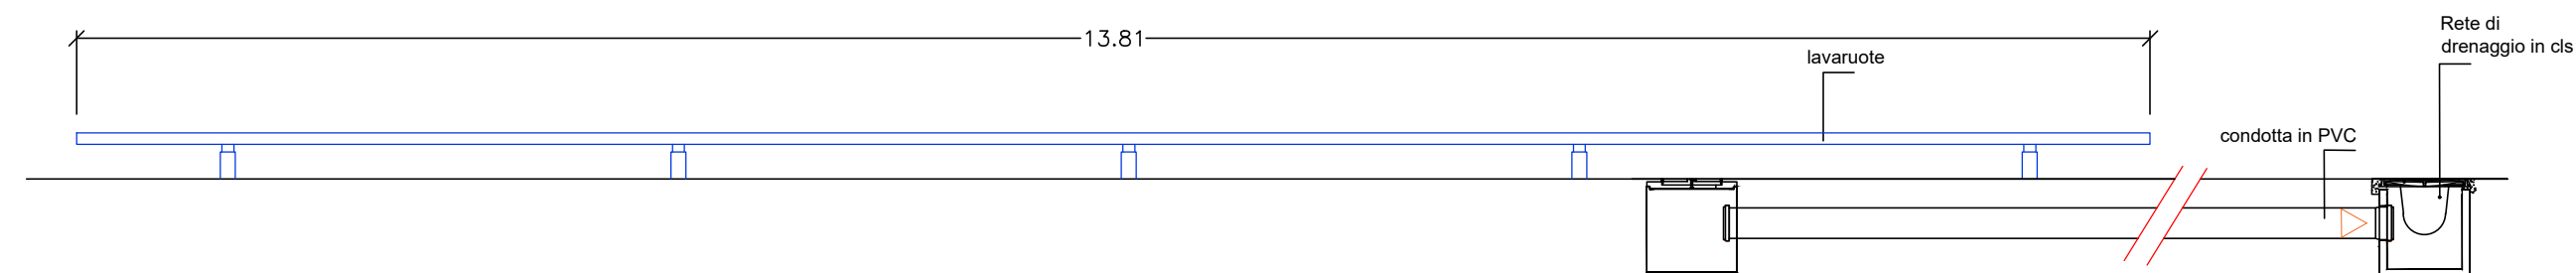 Rete di
drenaggio in cls
13.81
lavaruote
condotta in PVC